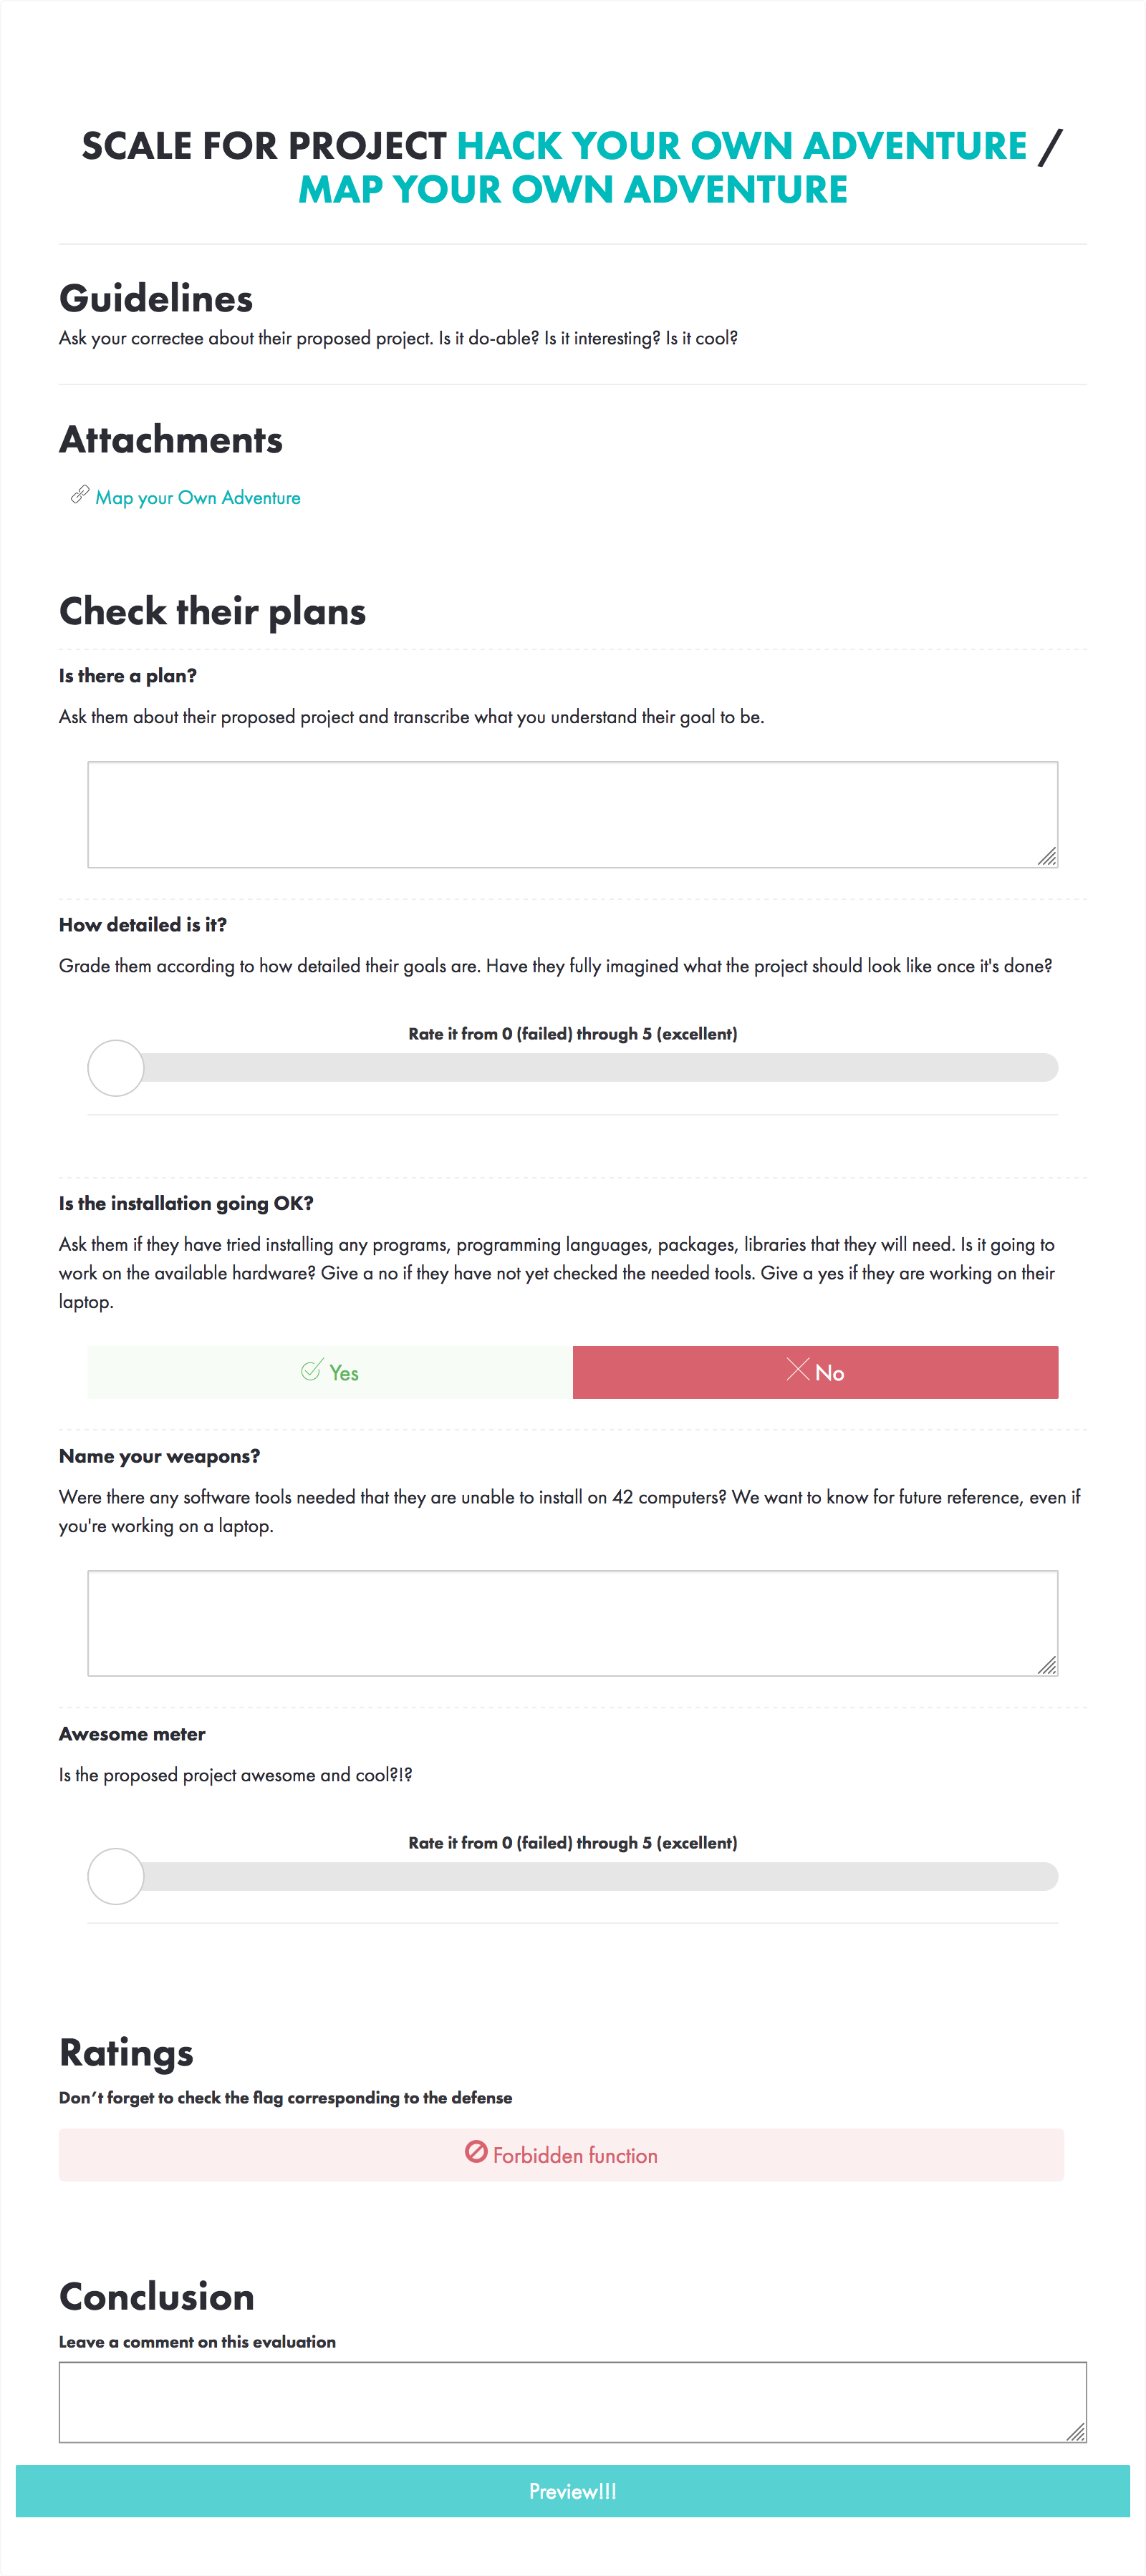 SCALE FOR PROJECT HACK YOUR OWN ADVENTURE /
MAP YOUR OWN ADVENTURE
Guidelines
Ask your correctee about their proposed project. Is it do-able? Is it interesting? Is it cool?
Attachments
Map your Own Adventure
Check their plans
Is there a plan?
Ask them about their proposed project and transcribe what you understand their goal to be.
How detailed is it?
Grade them according to how detailed their goals are. Have they fully imagined what the project should look like once it's done?
Rate it from 0 (failed) through 5 (excellent)
Is the installation going OK?
Ask them if they have tried installing any programs, programming languages, packages, libraries that they will need. Is it going to
work on the available hardware? Give a no if they have not yet checked the needed tools. Give a yes if they are working on their
laptop.
Yes
No
Name your weapons?
Were there any software tools needed that they are unable to install on 42 computers? We want to know for future reference, even if
you're working on a laptop.
Awesome meter
Is the proposed project awesome and cool?!?
Rate it from 0 (failed) through 5 (excellent)
Ratings
Don’t forget to check the flag corresponding to the defense
Forbidden function
Conclusion
Leave a comment on this evaluation
Preview!!!